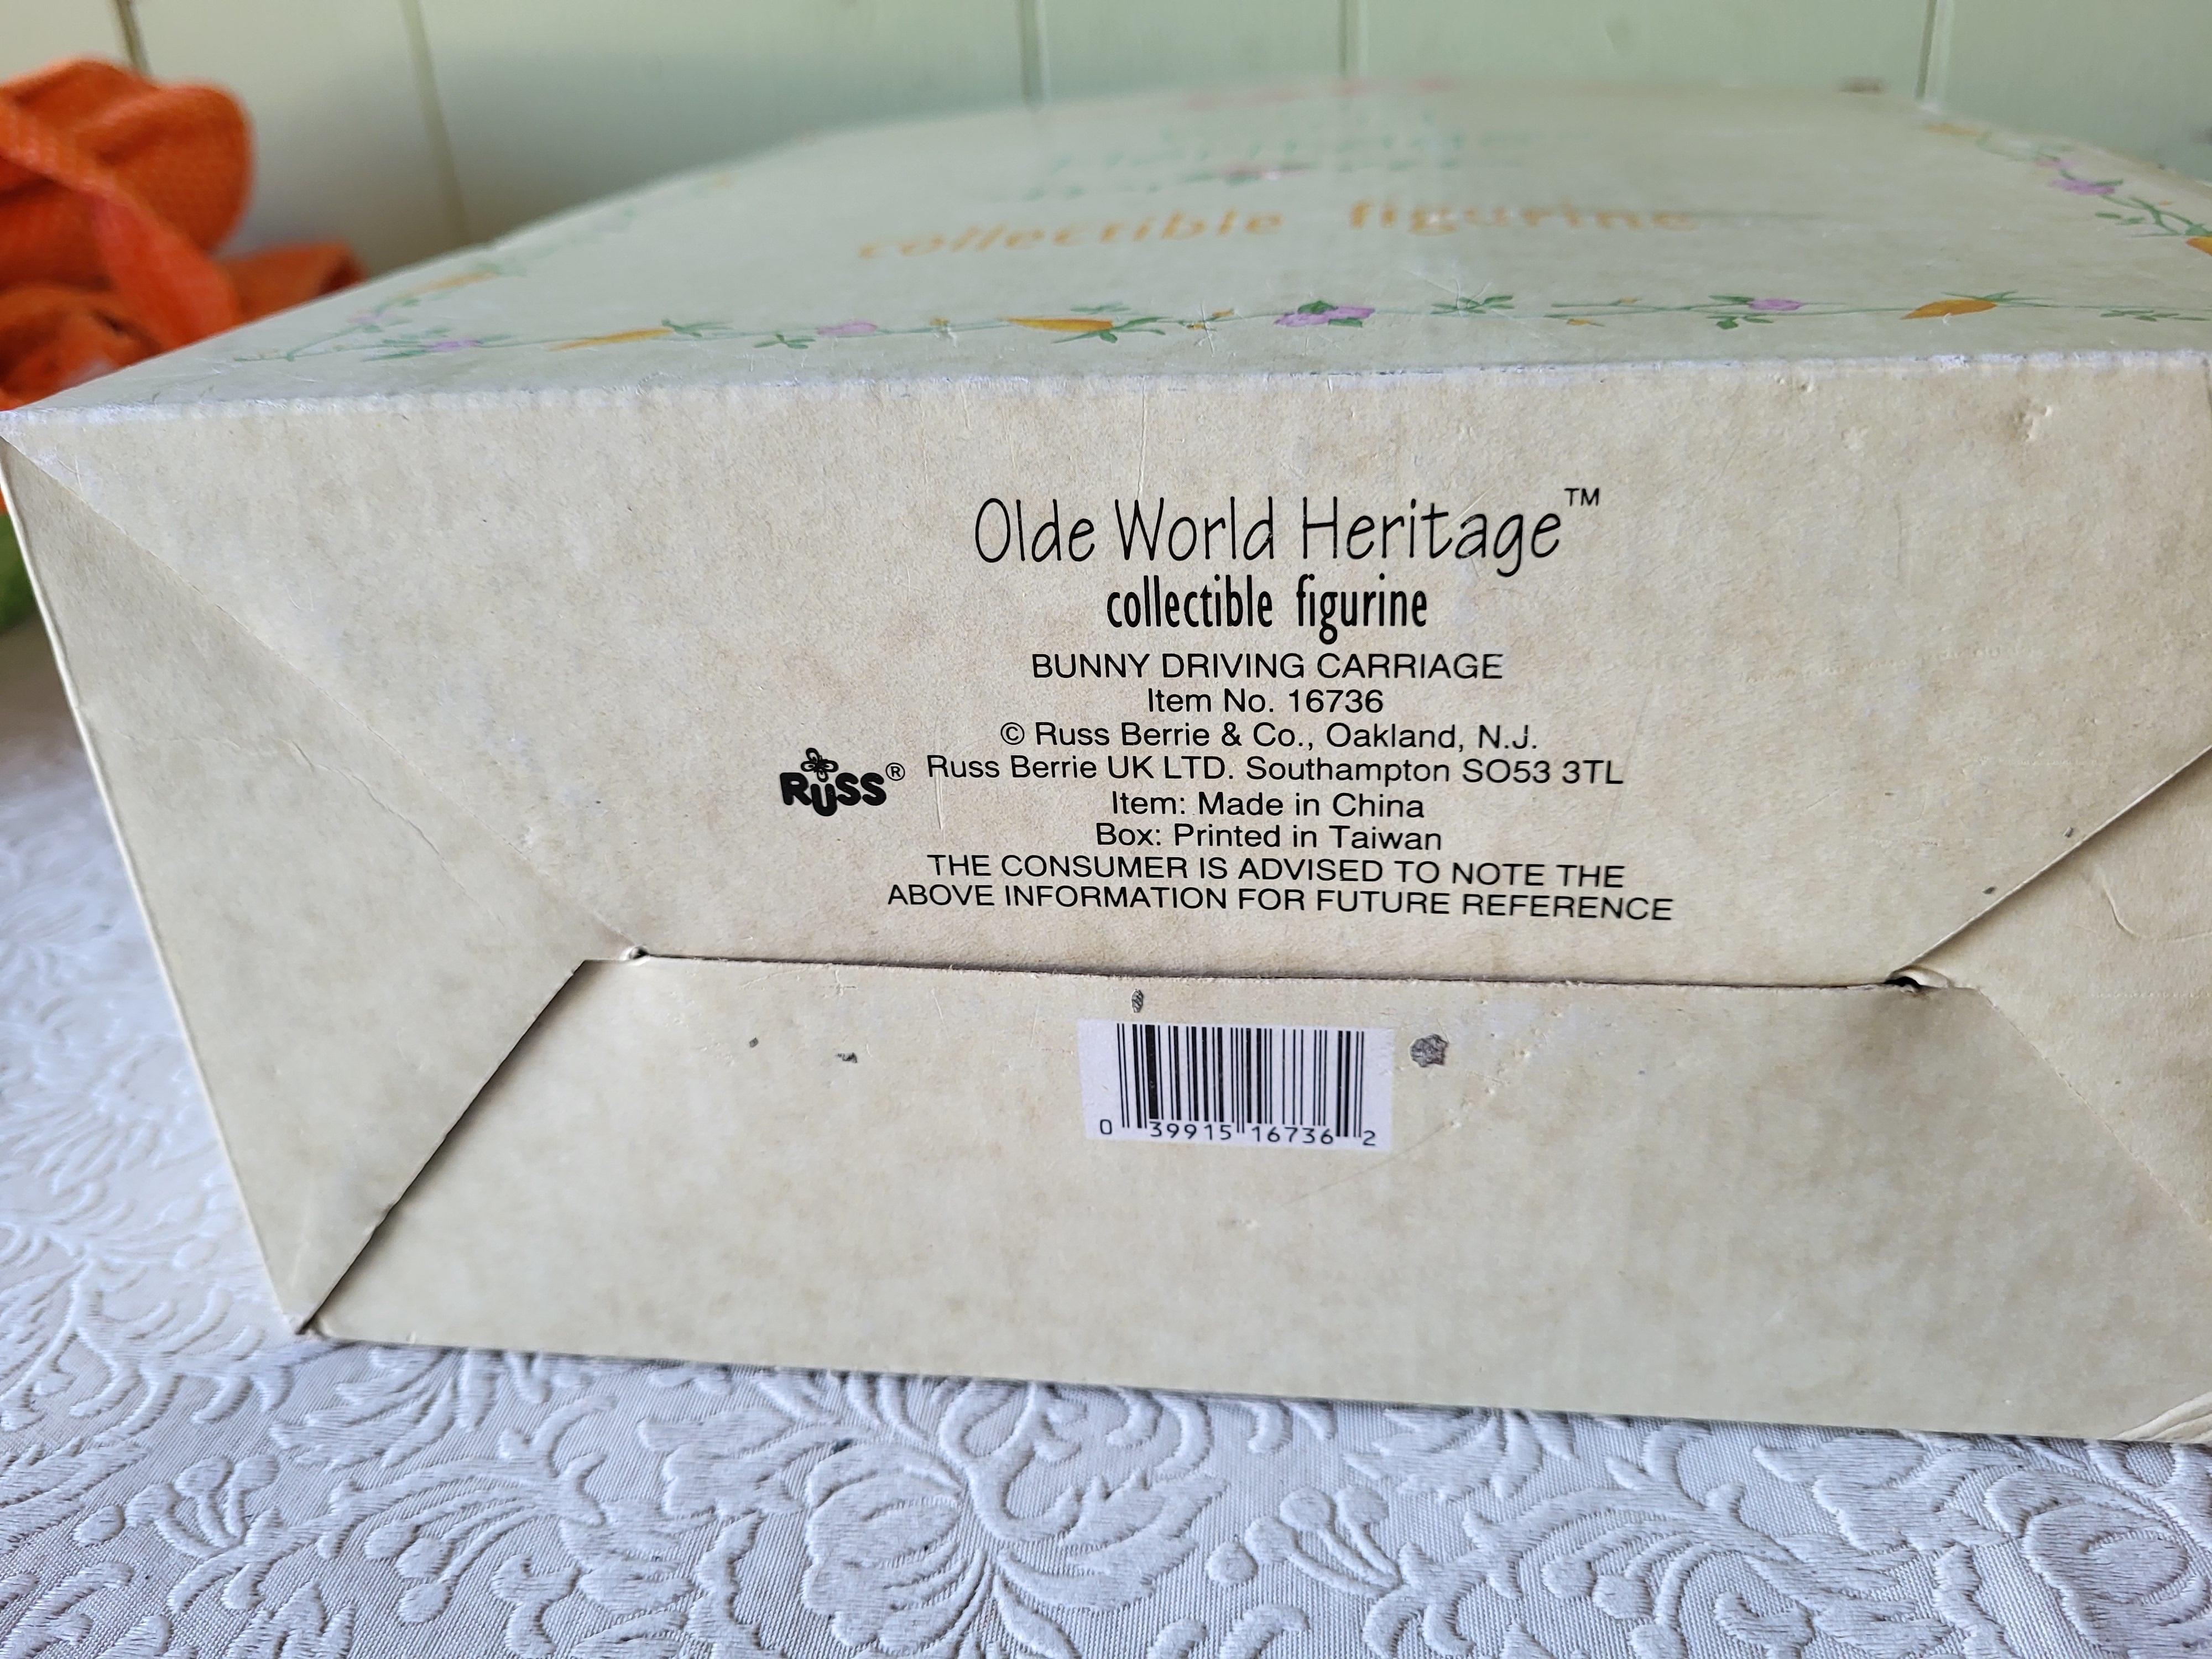 collectible figurine
Olde World Heritage™
collectible figurine
BUNNY DRIVING CARRIAGE
Item No. 16736
© Russ Berrie & Co., Oakland, N.J.
RUSS® Russ Berrie UK LTD. Southampton SO53 3TL
Item: Made in China
Box: Printed in Taiwan
THE CONSUMER IS ADVISED TO NOTE THE
ABOVE INFORMATION FOR FUTURE REFERENCE
0 39915 16736 2